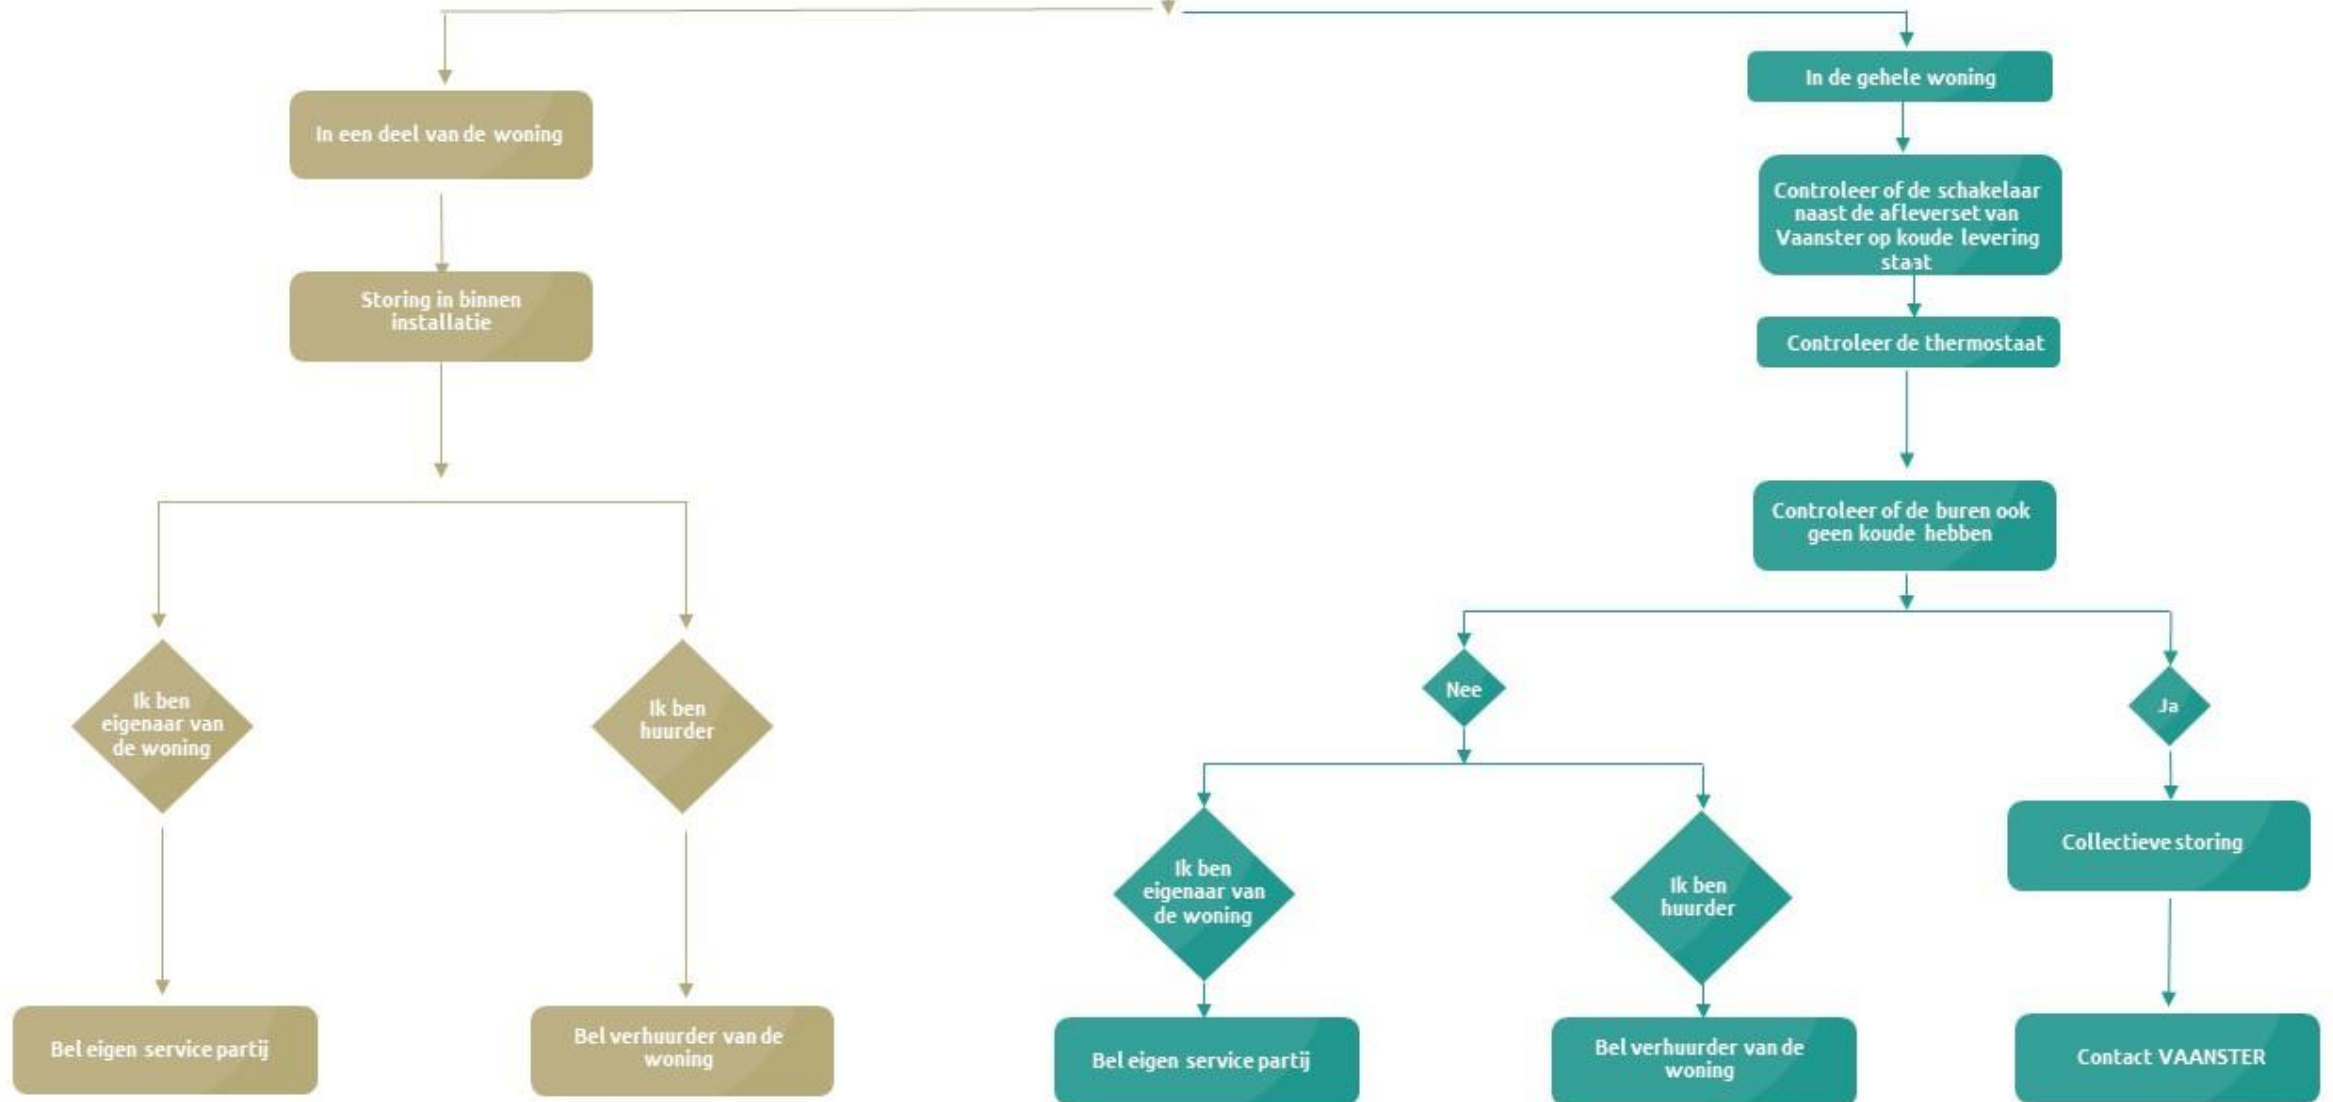 In de gehele woning
In een deel van de woning
Controleer of de schakelaar
naast de afleverset van
Vaanster op koude levering
staat
Storing in binnen
installatie
Controleer de thermostaat
Controleer of de buren ook
geen koude hebben
Ik ben
eigenaar van
de woning
Ik ben
huurder
Nee
Ja
Ik ben
eigenaar van
de woning
Ik ben
huurder
Collectieve storing
Bel eigen service partij
Bel verhuurder van de
woning
Bel eigen service partij
Bel verhuurder van de
woning
Contact VAANSTER